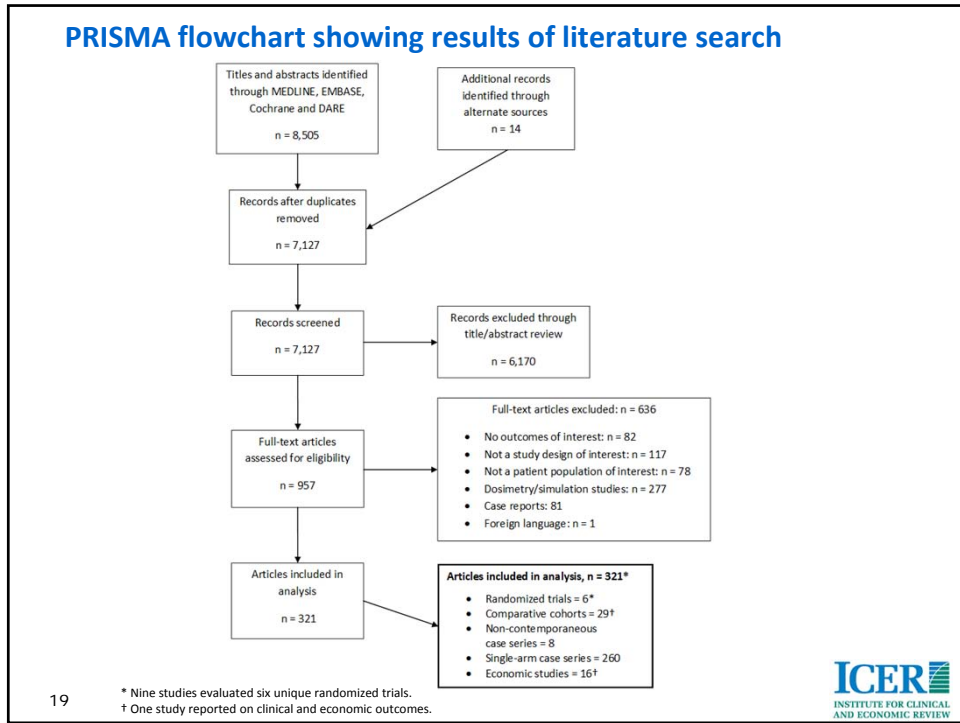 PRISMA flowchart showing results of literature search
Titles and abstracts identified
through MEDLINE, EMBASE,
Cochrane and DARE
n = 8,505
Additional records
identified through
alternate sources
n = 14
Records after duplicates
removed
n = 7,127
Records screened
n = 7,127
Records excluded through
title/abstract review
n = 6,170
Full-text articles
assessed for eligibility
n = 957
Full-text articles excluded: n = 636
• No outcomes of interest: n = 82
• Not a study design of interest: n = 117
• Not a patient population of interest: n = 78
• Dosimetry/simulation studies: n = 277
• Case reports: 81
• Foreign language: n = 1
Articles included in
analysis
n = 321
Articles included in analysis, n = 321*
• Randomized trials = 6*
• Comparative cohorts = 29†
• Non-contemporaneous
case series = 8
• Single-arm case series = 260
• Economic studies = 16†
19
* Nine studies evaluated six unique randomized trials.
† One study reported on clinical and economic outcomes.
ICER
INSTITUTE FOR CLINICAL
AND ECONOMIC REVIEW